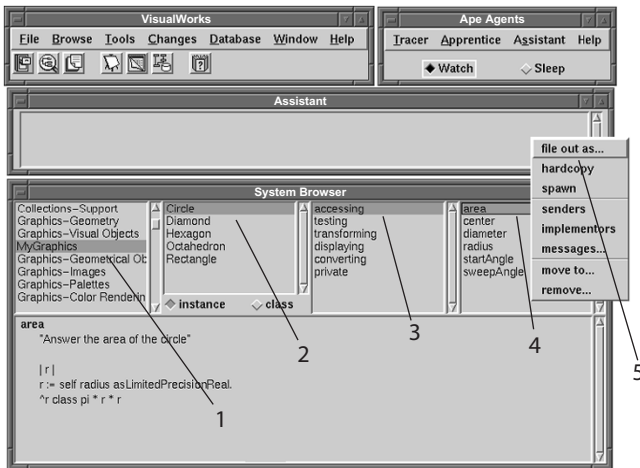 VisualWorks
File Browse Tools Changes Database Window Help
Ape Agents
Tracer Apprentice Assistant Help
Watch Sleep
Assistant
file out as...
hardcopy
spawn
senders
implementors
messages...
move to...
remove...
System Browser
Collections-Support
Graphics-Geometry
Graphics-Visual Objects
MyGraphics
Graphics-Geometrical Ob
Graphics-Images
Graphics-Palettes
Graphics-Color Renderin
Circle
Diamond
Hexagon
Octahedron
Rectangle
instance class
accessing
testing
transforming
displaying
converting
private
area
center
diameter
radius
startAngle
sweepAngle
area
"Answer the area of the circle"
| r |
r := self radius asLimitedPrecisionReal.
^r class pi * r * r
1
2
3
4
5